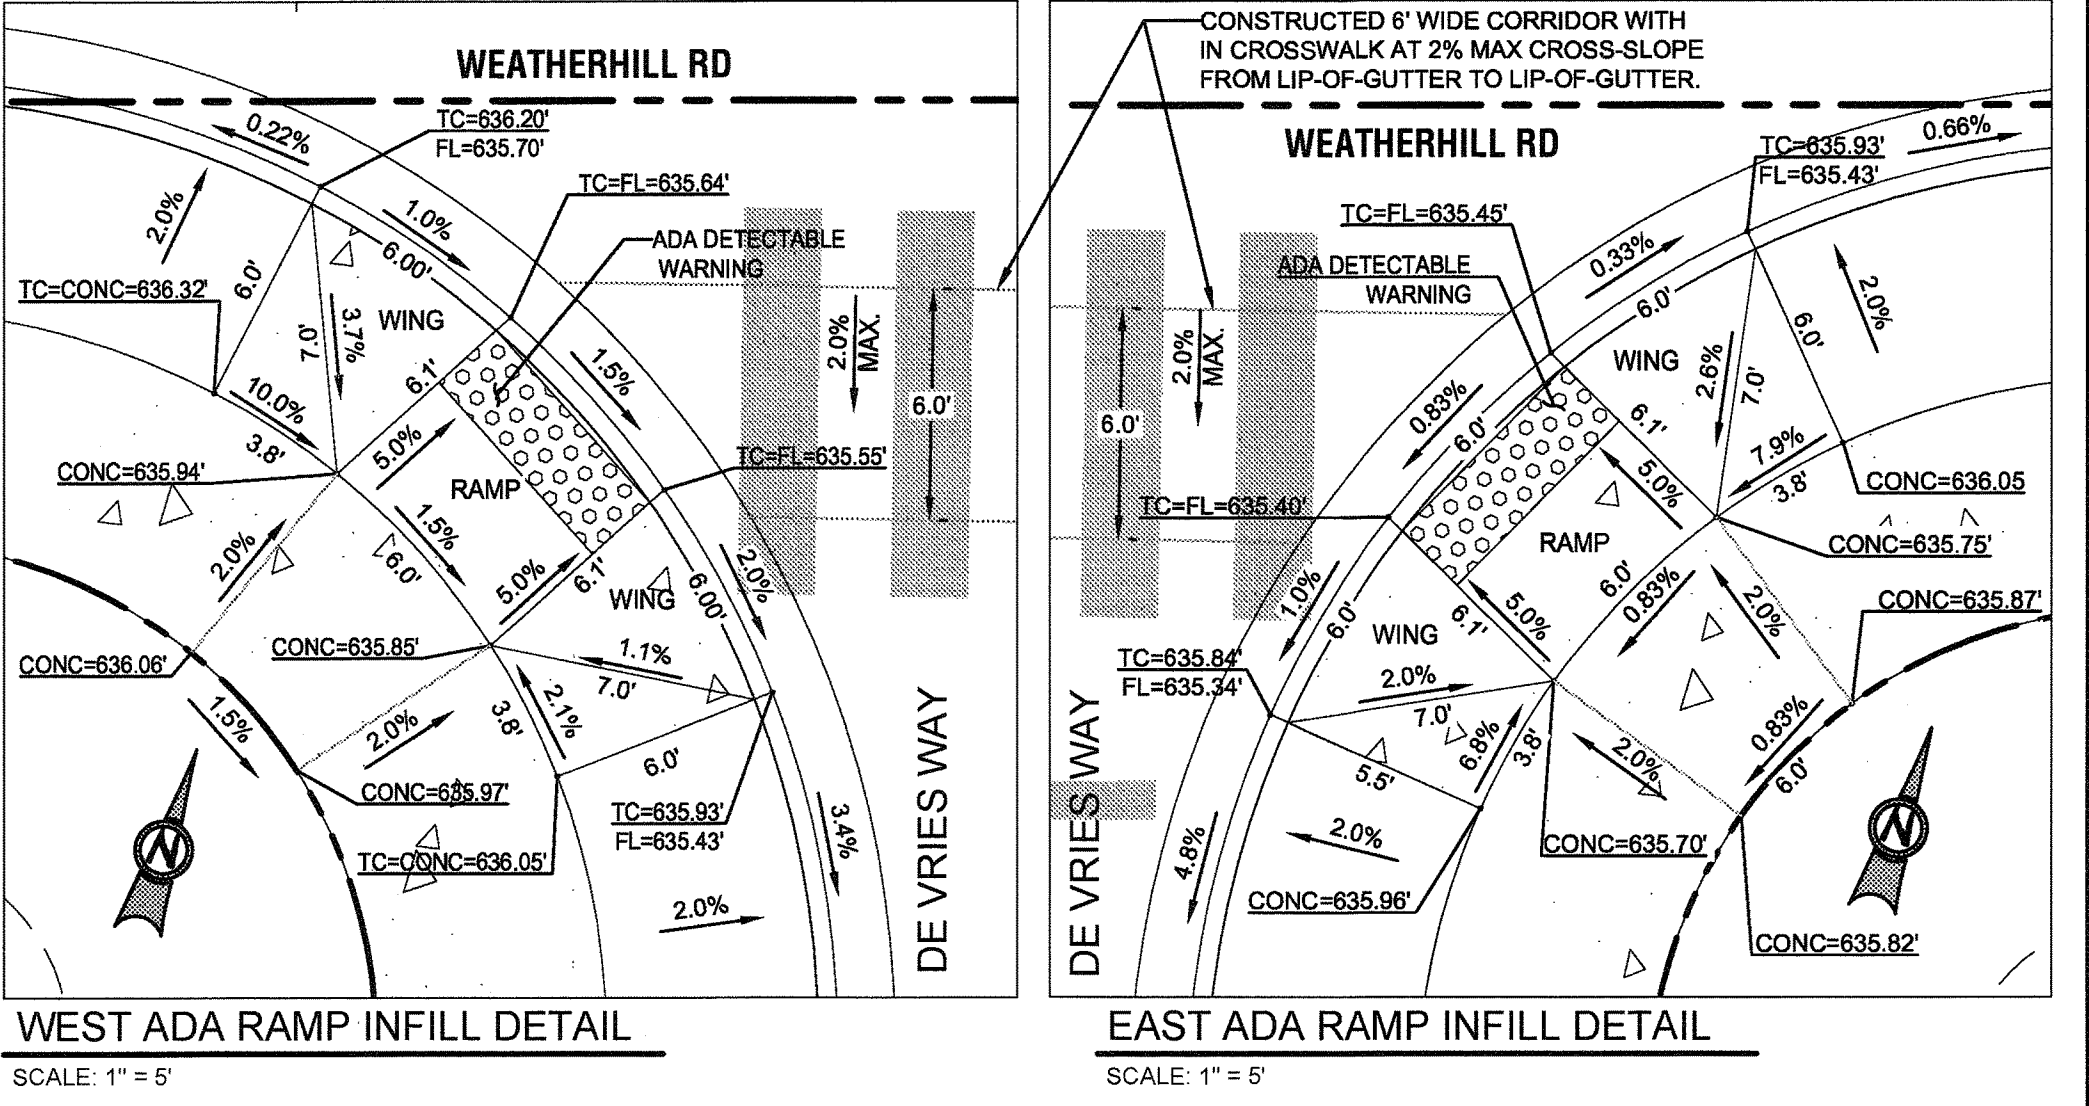 WEATHERHILL RD
0.22%
TC=636.20'
FL=635.70'
2.0%
6.0'
1.0%
6.00'
TC=FL=635.64'
ADA DETECTABLE
WARNING
TC=CONC=636.32'
3.7%
7.0'
WING
6.1'
1.5%
2.0%
MAX.
6.0'
10.0%
3.8'
5.0%
TC=FL=635.55'
CONC=635.94'
RAMP
1.5%
6.0'
2.0%
5.0%
6.1'
WING
6.00'
2.0%
CONC=635.85'
1.1%
7.0'
CONC=636.06'
1.5%
2.0%
3.8'
2.1%
6.0'
CONC=635.97'
TC=635.93'
FL=635.43'
3.4%
TC=CONC=636.05'
2.0%
N
DE VRIES WAY
WEST ADA RAMP INFILL DETAIL
SCALE: 1" = 5'
CONSTRUCTED 6' WIDE CORRIDOR WITH
IN CROSSWALK AT 2% MAX CROSS-SLOPE
FROM LIP-OF-GUTTER TO LIP-OF-GUTTER.
WEATHERHILL RD
0.66%
TC=635.93'
FL=635.43'
TC=FL=635.45'
0.33%
ADA DETECTABLE
WARNING
6.0'
2.0%
6.0'
2.0%
MAX.
6.0'
WING
2.6%
7.0'
0.83%
6.0'
6.1'
7.9%
3.8'
5.0%
CONC=636.05
TC=FL=635.40'
RAMP
CONC=635.75'
1.0%
6.0'
6.1'
5.0%
6.0'
0.83%
2.0%
CONC=635.87'
WING
TC=635.84'
FL=635.34'
2.0%
7.0'
6.8%
3.8'
2.0%
0.83%
6.0'
5.5'
4.8%
2.0%
CONC=635.70'
CONC=635.96'
CONC=635.82'
N
DE VRIES WAY
EAST ADA RAMP INFILL DETAIL
SCALE: 1" = 5'